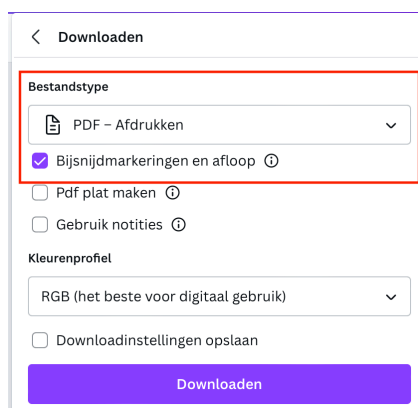 Downloaden
Bestandstype
PDF – Afdrukken
Bijsnijdmarkeringen en afloop
Pdf plat maken
Gebruik notities
Kleurenprofiel
RGB (het beste voor digitaal gebruik)
Downloadinstellingen opslaan
Downloaden